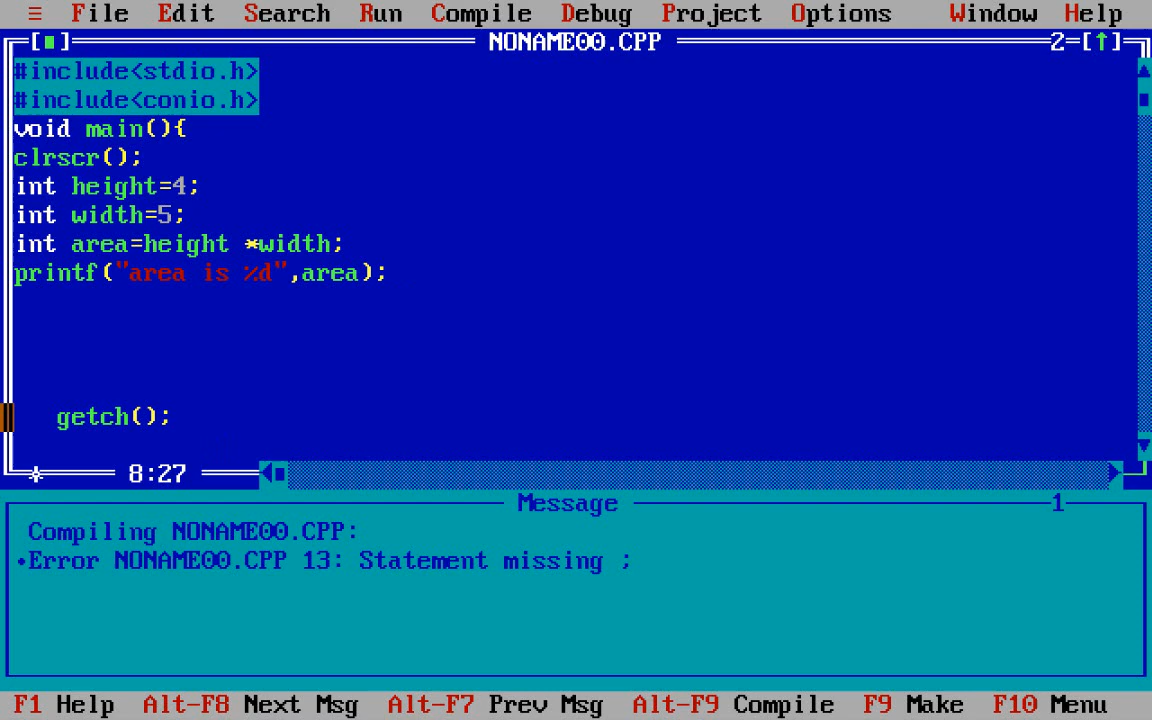 ≡ File Edit Search Run Compile Debug Project Options Window Help
[■] NONAME00.CPP 2=[↑]
#include<stdio.h>
#include<conio.h>
void main(){
clrscr();
int height=4;
int width=5;
int area=height *width;
printf("area is %d",area);
getch();
8:27
Message 1
Compiling NONAME00.CPP:
•Error NONAME00.CPP 13: Statement missing ;
F1 Help Alt-F8 Next Msg Alt-F7 Prev Msg Alt-F9 Compile F9 Make F10 Menu